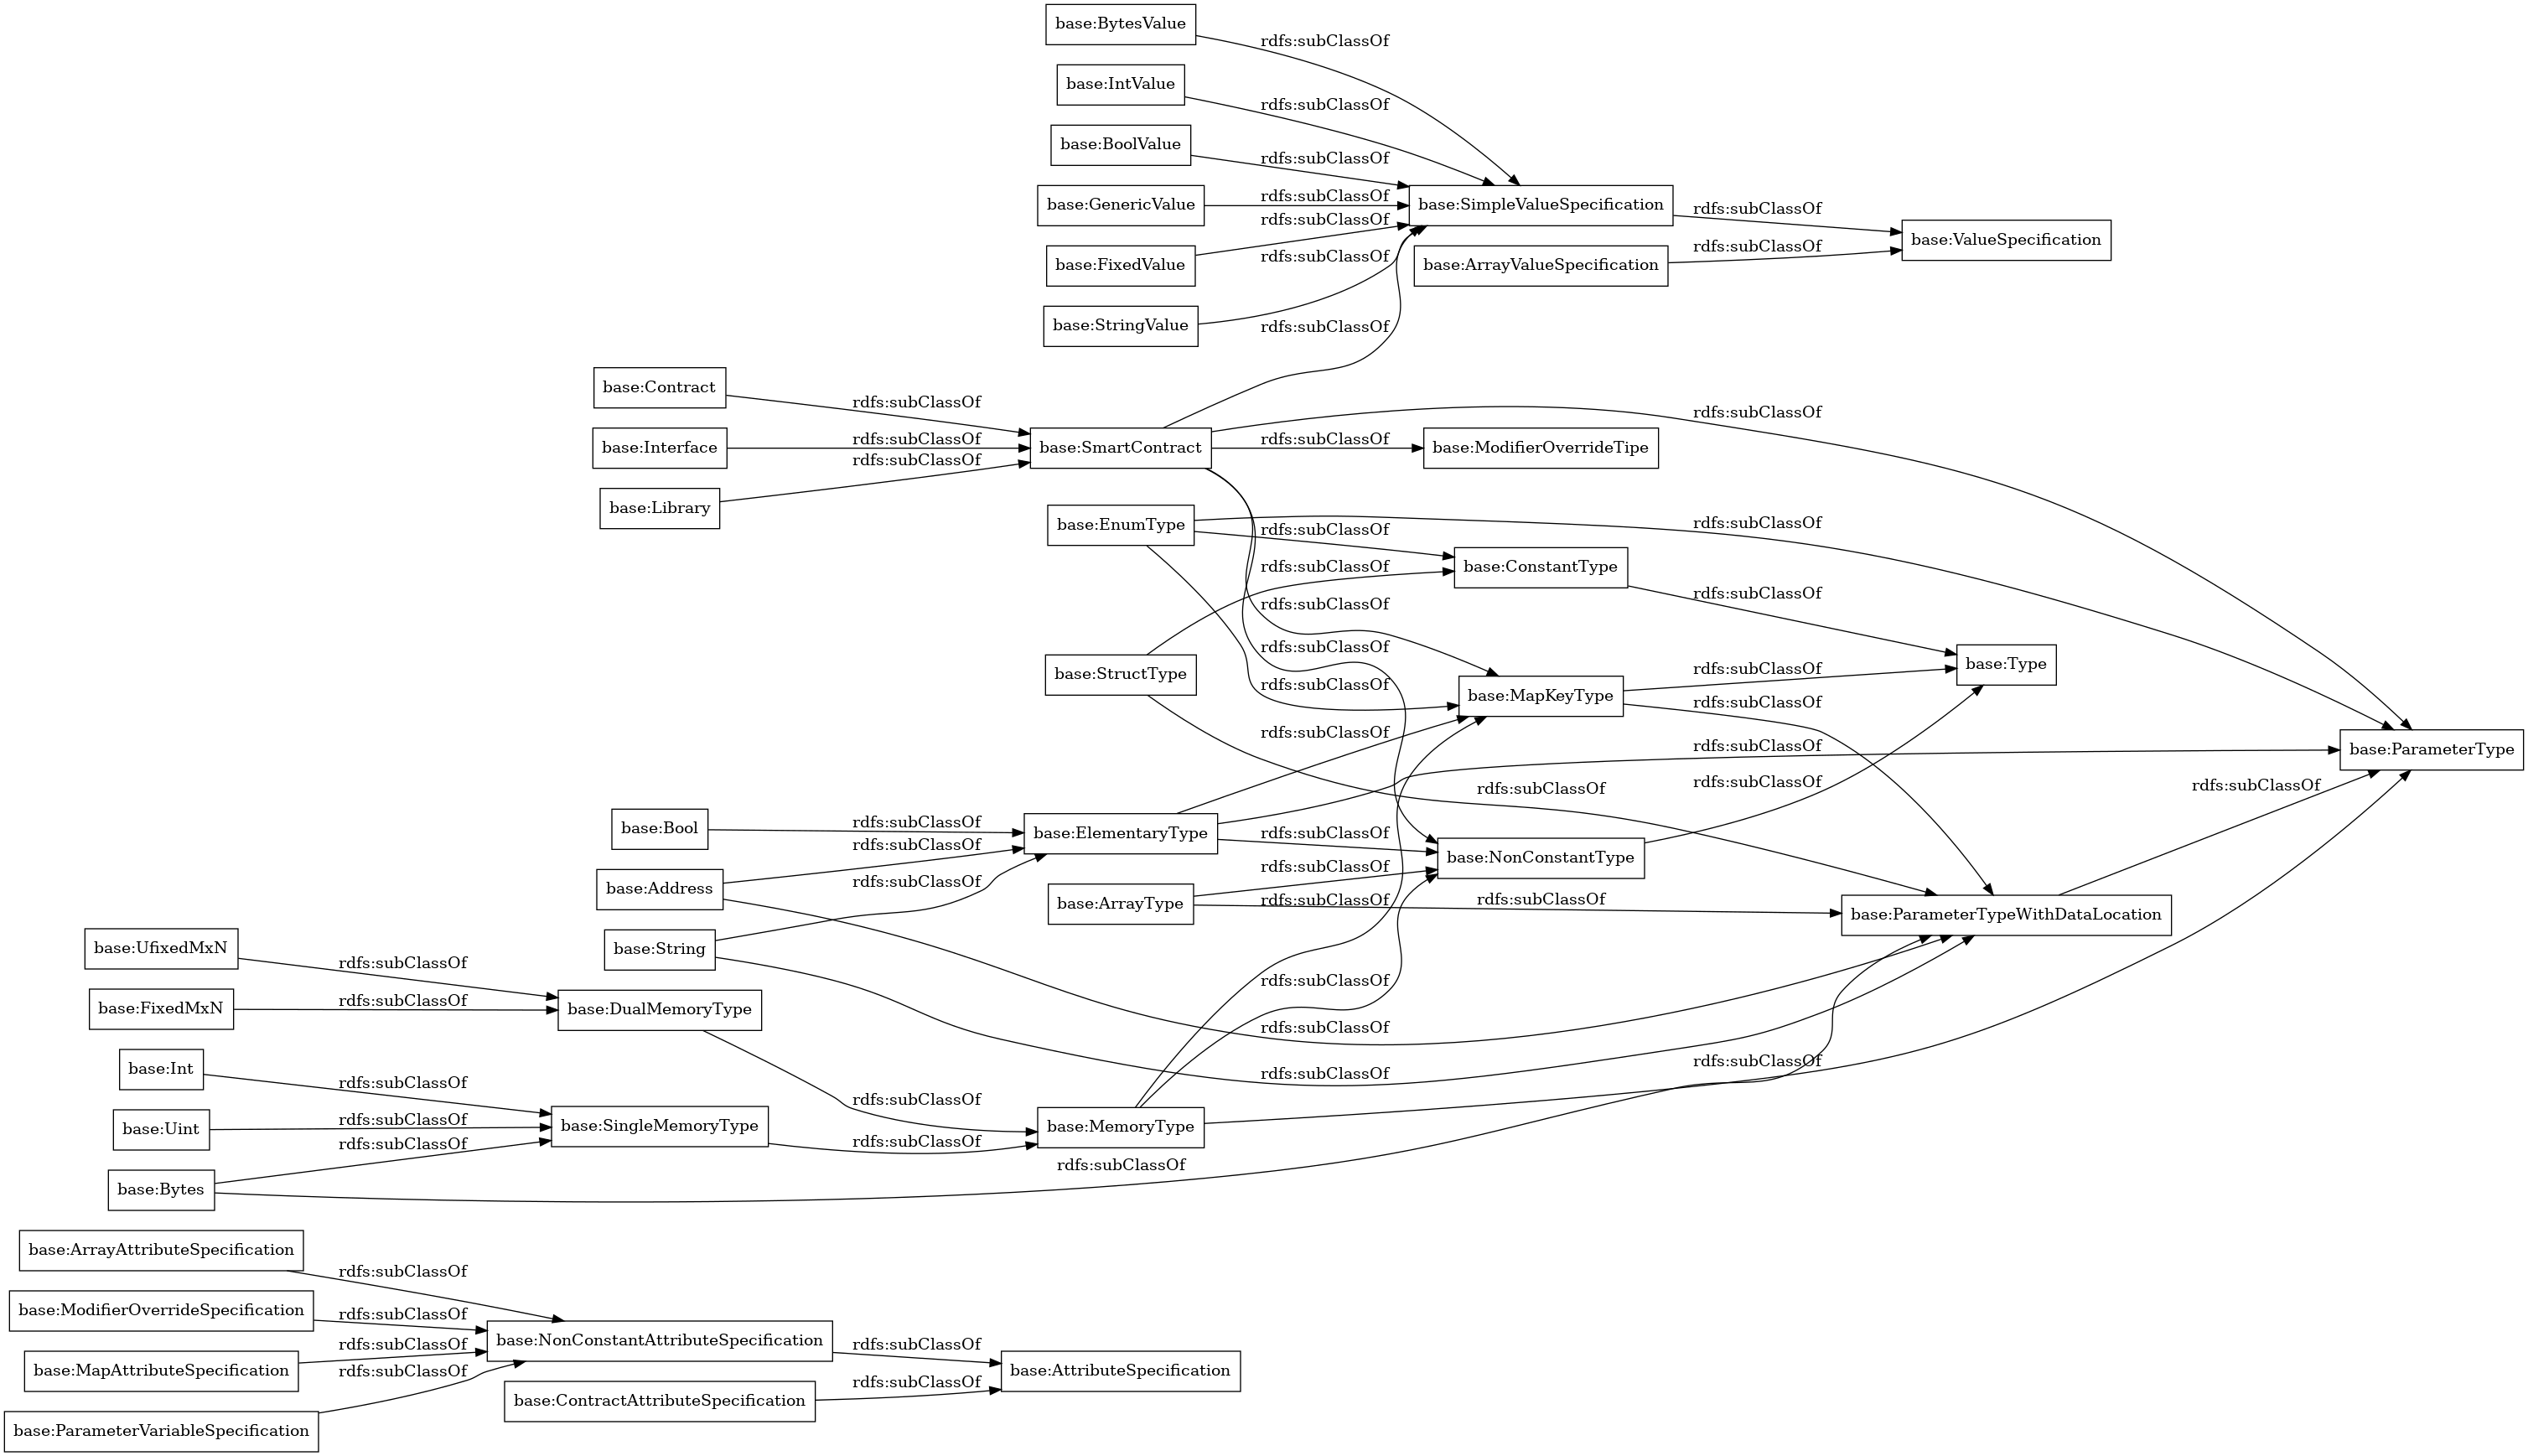 base:BytesValue
rdfs:subClassOf
base:IntValue
rdfs:subClassOf
base:BoolValue
rdfs:subClassOf
base:GenericValue
rdfs:subClassOf
base:SimpleValueSpecification
rdfs:subClassOf
base:ValueSpecification
rdfs:subClassOf
base:FixedValue
rdfs:subClassOf
base:ArrayValueSpecification
rdfs:subClassOf
base:StringValue
rdfs:subClassOf
base:Contract
rdfs:subClassOf
rdfs:subClassOf
base:Interface
rdfs:subClassOf
base:SmartContract
rdfs:subClassOf
base:ModifierOverrideTipe
rdfs:subClassOf
base:Library
base:EnumType
rdfs:subClassOf
rdfs:subClassOf
rdfs:subClassOf
base:ConstantType
rdfs:subClassOf
rdfs:subClassOf
rdfs:subClassOf
base:StructType
rdfs:subClassOf
base:MapKeyType
rdfs:subClassOf
base:Type
rdfs:subClassOf
rdfs:subClassOf
rdfs:subClassOf
base:ParameterType
rdfs:subClassOf
rdfs:subClassOf
rdfs:subClassOf
base:Bool
rdfs:subClassOf
base:ElementaryType
rdfs:subClassOf
base:NonConstantType
rdfs:subClassOf
base:Address
rdfs:subClassOf
rdfs:subClassOf
base:ArrayType
rdfs:subClassOf
rdfs:subClassOf
base:ParameterTypeWithDataLocation
base:String
base:UfixedMxN
rdfs:subClassOf
rdfs:subClassOf
base:FixedMxN
rdfs:subClassOf
base:DualMemoryType
rdfs:subClassOf
base:Int
rdfs:subClassOf
rdfs:subClassOf
rdfs:subClassOf
rdfs:subClassOf
base:Uint
rdfs:subClassOf
base:SingleMemoryType
rdfs:subClassOf
base:MemoryType
rdfs:subClassOf
rdfs:subClassOf
base:Bytes
base:ArrayAttributeSpecification
rdfs:subClassOf
base:ModifierOverrideSpecification
rdfs:subClassOf
base:NonConstantAttributeSpecification
rdfs:subClassOf
base:MapAttributeSpecification
rdfs:subClassOf
base:AttributeSpecification
rdfs:subClassOf
base:ContractAttributeSpecification
rdfs:subClassOf
base:ParameterVariableSpecification